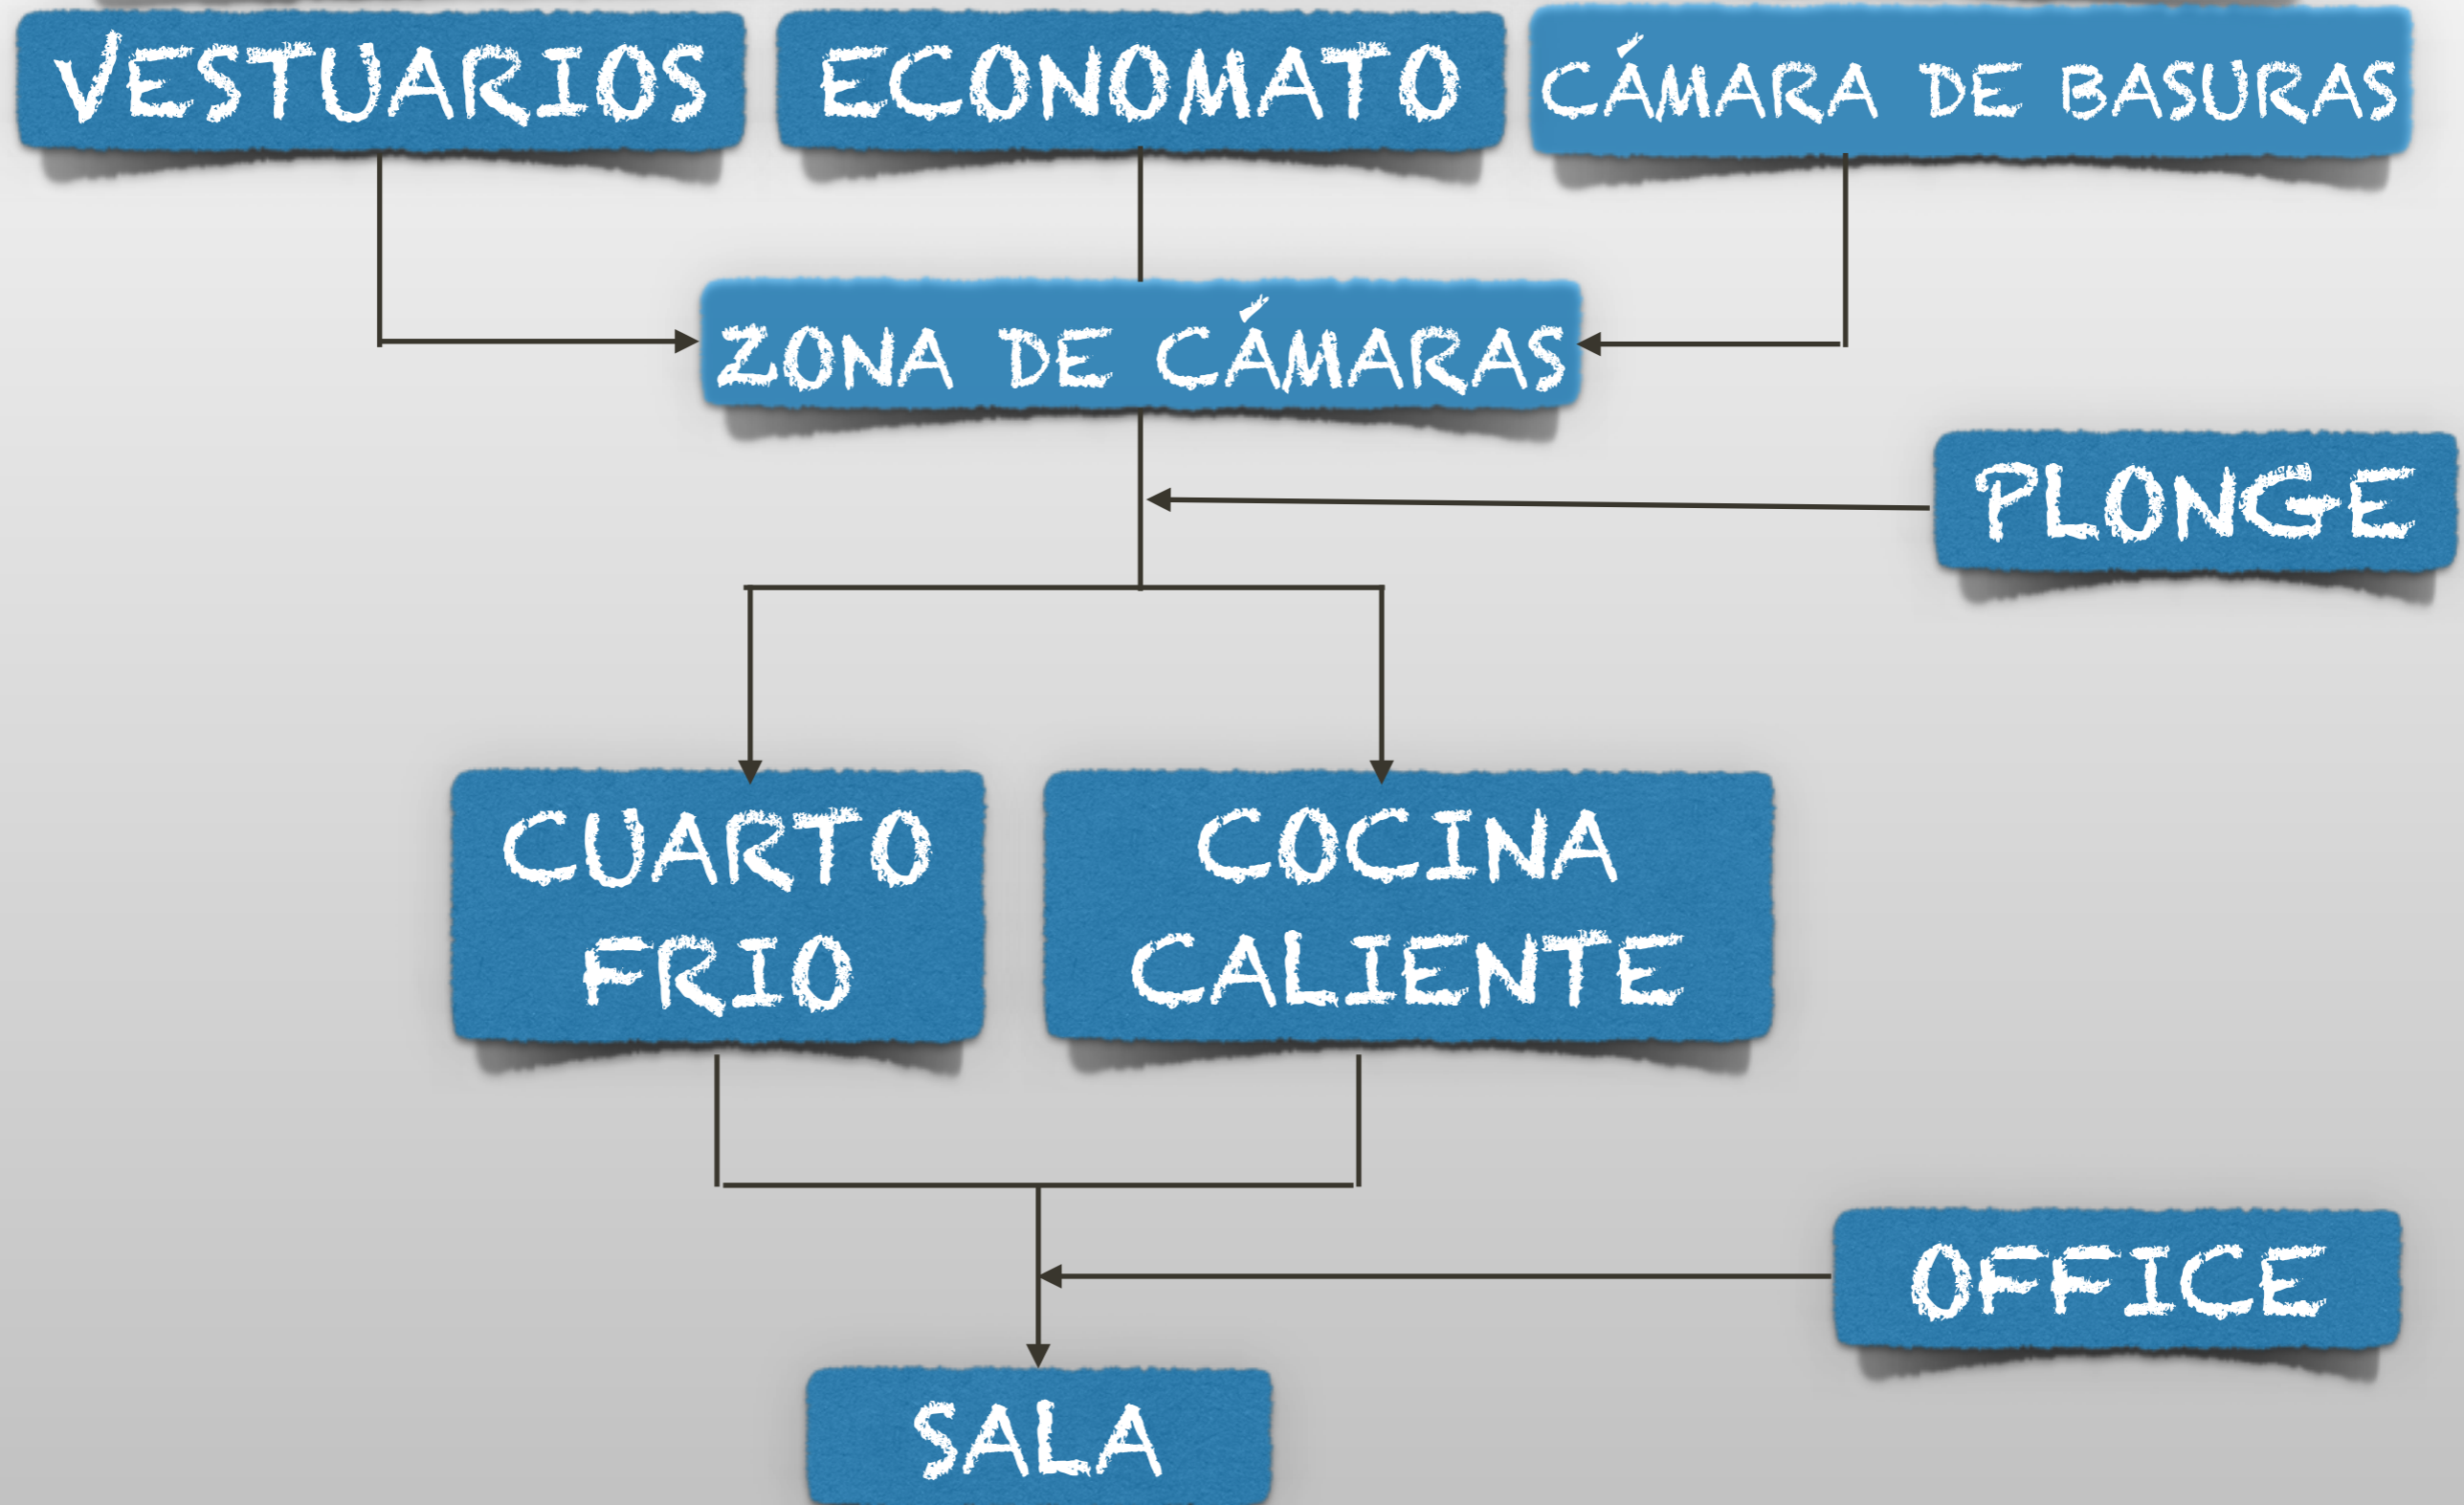 VESTUARIOS
ECONOMATO
CÁMARA DE BASURAS
ZONA DE CÁMARAS
PLONGE
CUARTO
FRIO
COCINA
CALIENTE
OFFICE
SALA